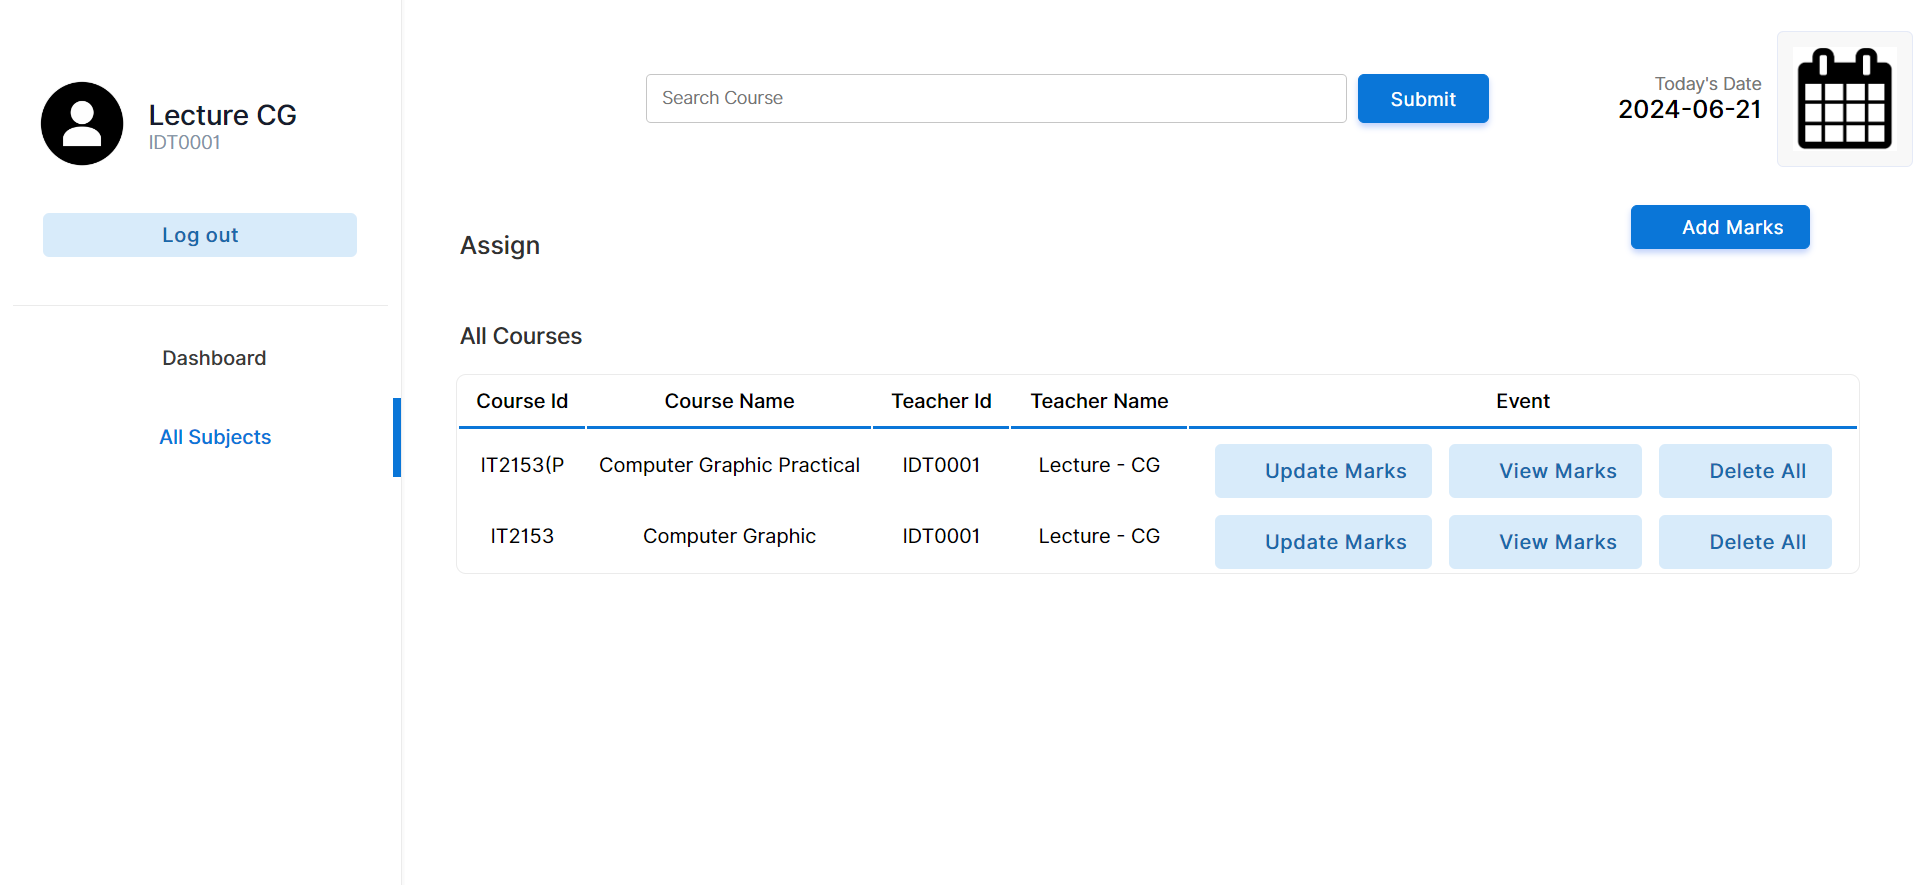 Lecture CG
IDT0001
Log out
Dashboard
All Subjects
Search Course
Submit
Today's Date
2024-06-21
Assign
Add Marks
All Courses
Course Id Course Name Teacher Id Teacher Name Event
IT2153(P Computer Graphic Practical IDT0001 Lecture - CG Update Marks View Marks Delete All
IT2153 Computer Graphic IDT0001 Lecture - CG Update Marks View Marks Delete All